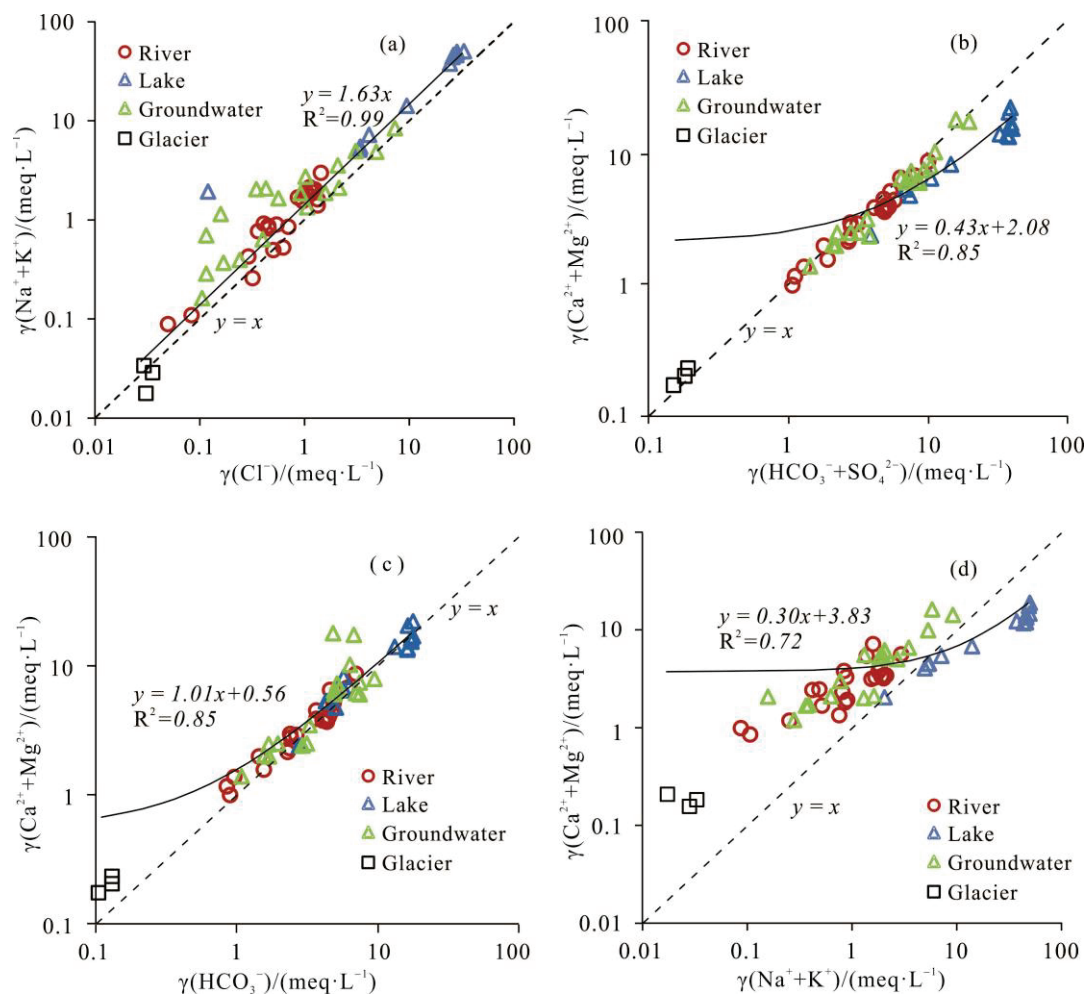 (a)
River
Lake
Groundwater
Glacier
y = 1.63x
R²=0.99
y = x
100
10
1
0.1
0.01
γ(Na⁺+K⁺)/(meq·L⁻¹)
0.01
0.1
1
10
100
γ(Cl⁻)/(meq·L⁻¹)
(b)
River
Lake
Groundwater
Glacier
y = 0.43x+2.08
R²=0.85
y = x
100
10
1
0.1
γ(Ca²⁺+Mg²⁺)/(meq·L⁻¹)
0.1
1
10
100
γ(HCO₃⁻+SO₄²⁻)/(meq·L⁻¹)
(c)
y = x
y = 1.01x+0.56
R²=0.85
River
Lake
Groundwater
Glacier
100
10
1
0.1
γ(Ca²⁺+Mg²⁺)/(meq·L⁻¹)
0.1
1
10
100
γ(HCO₃⁻)/(meq·L⁻¹)
(d)
y = 0.30x+3.83
R²=0.72
y = x
River
Lake
Groundwater
Glacier
100
10
1
0.1
0.01
γ(Ca²⁺+Mg²⁺)/(meq·L⁻¹)
0.01
0.1
1
10
100
γ(Na⁺+K⁺)/(meq·L⁻¹)